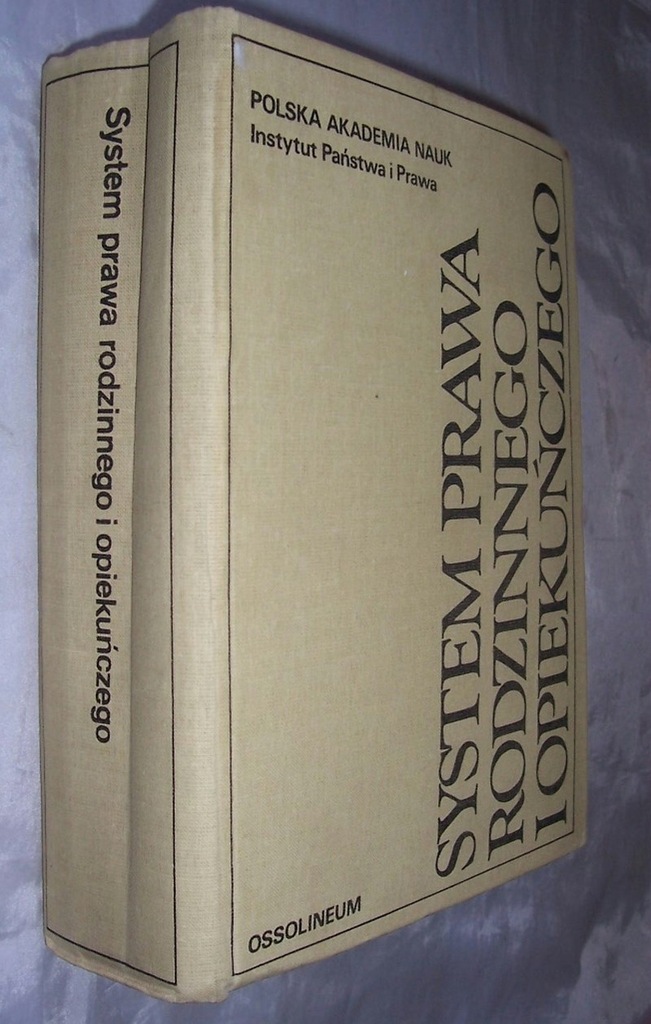 System prawa rodzinnego i opiekuńczego
POLSKA AKADEMIA NAUK
Instytut Państwa i Prawa
SYSTEM PRAWA
RODZINNEGO
I OPIEKUŃCZEGO
OSSOLINEUM